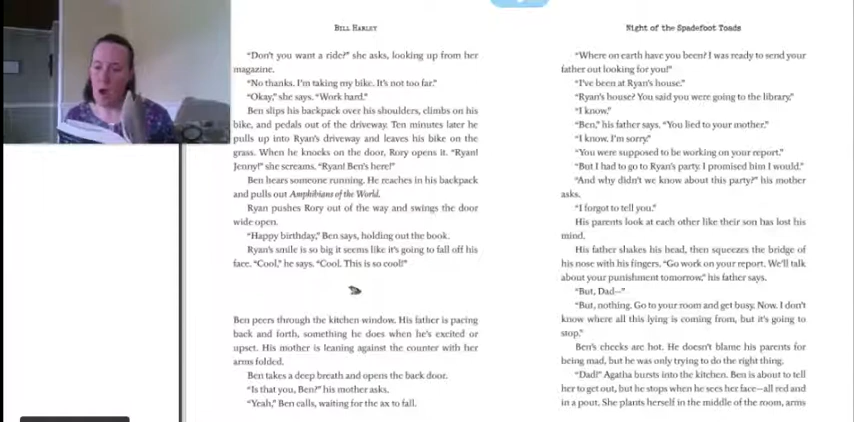 BILL HARLEY
"Don't you want a ride?" she asks, looking up from her
magazine.
"No thanks. I'm taking my bike. It's not too far."
"Okay," she says. "Work hard."
Ben slips his backpack over his shoulders, climbs on his
bike, and pedals out of the driveway. Ten minutes later he
pulls up into Ryan's driveway and leaves his bike on the
grass. When he knocks on the door, Rory opens it. "Ryan!
Jenny!" she screams. "Ryan! Ben's here!"
Ben hears someone running. He reaches in his backpack
and pulls out Amphibians of the World.
Ryan pushes Rory out of the way and swings the door
wide open.
"Happy birthday," Ben says, holding out the book.
Ryan's smile is so big it seems like it's going to fall off his
face. "Cool," he says. "Cool. This is so cool!"
Ben peers through the kitchen window. His father is pacing
back and forth, something he does when he's excited or
upset. His mother is leaning against the counter with her
arms folded.
Ben takes a deep breath and opens the back door.
"Is that you, Ben?" his mother asks.
"Yeah," Ben calls, waiting for the ax to fall.
Night of the Spadefoot Toads
"Where on earth have you been? I was ready to send your
father out looking for you!"
"I've been at Ryan's house."
"Ryan's house? You said you were going to the library."
"I know."
"Ben," his father says. "You lied to your mother."
"I know. I'm sorry."
"You were supposed to be working on your report."
"But I had to go to Ryan's party. I promised him I would."
"And why didn't we know about this party?" his mother
asks.
"I forgot to tell you."
His parents look at each other like their son has lost his
mind.
His father shakes his head, then squeezes the bridge of
his nose with his fingers. "Go work on your report. We'll talk
about your punishment tomorrow," his father says.
"But, Dad—"
"But, nothing. Go to your room and get busy. Now. I don't
know where all this lying is coming from, but it's going to
stop."
Ben's cheeks are hot. He doesn't blame his parents for
being mad, but he was only trying to do the right thing.
"Dad!" Agatha bursts into the kitchen. Ben is about to tell
her to get out, but he stops when he sees her face—all red and
in a pout. She plants herself in the middle of the room, arms